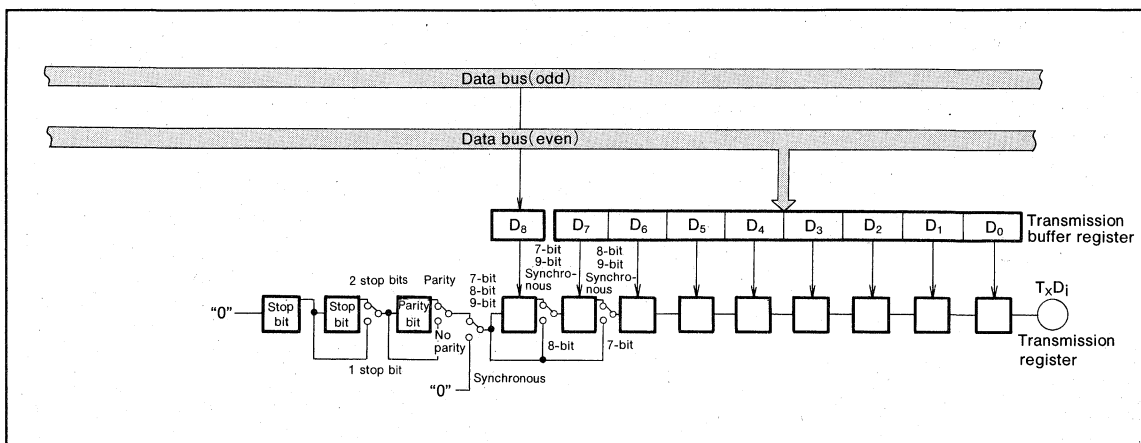 Data bus(odd)
Data bus(even)
D8 D7 D6 D5 D4 D3 D2 D1 D0
Transmission
buffer register
7-bit
9-bit
Synchro-
nous
8-bit
9-bit
Synchro-
nous
2 stop bits
Parity
7-bit
8-bit
9-bit
TxDi
"0"
Stop
bit
Stop
bit
Parity
bit
No
parity
8-bit
7-bit
Transmission
register
1 stop bit
"0"
Synchronous